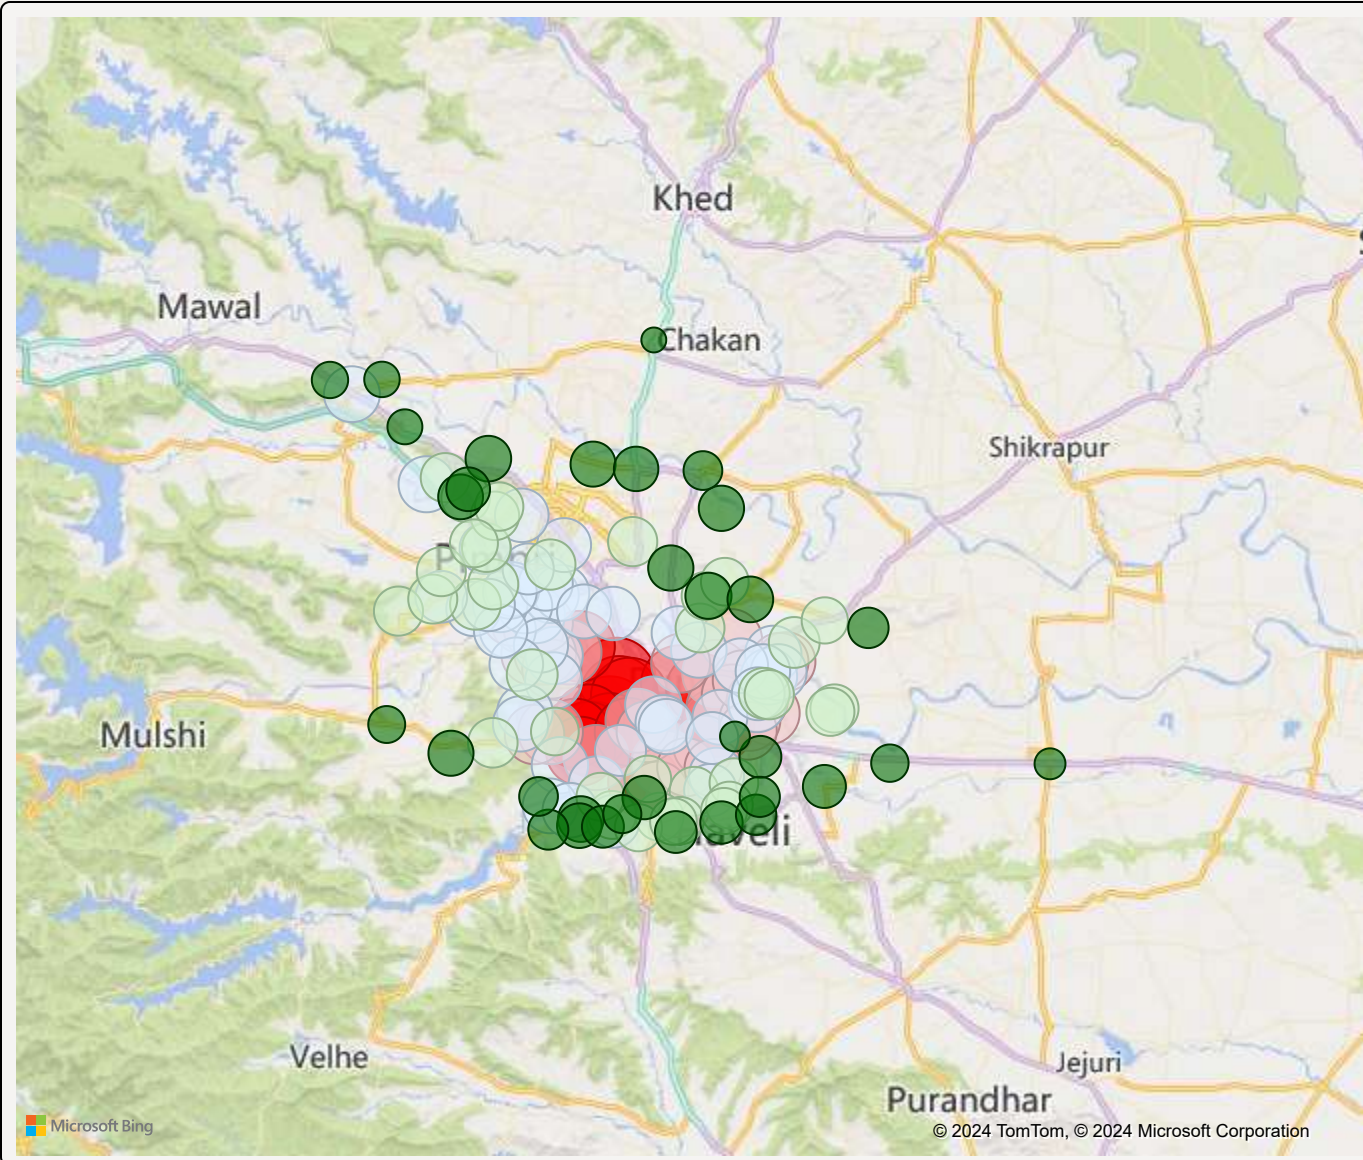 Khed
Mawal
Chakan
Shikrapur
Mulshi
Velhe
Jejuri
Purandhar
Microsoft Bing
© 2024 TomTom, © 2024 Microsoft Corporation